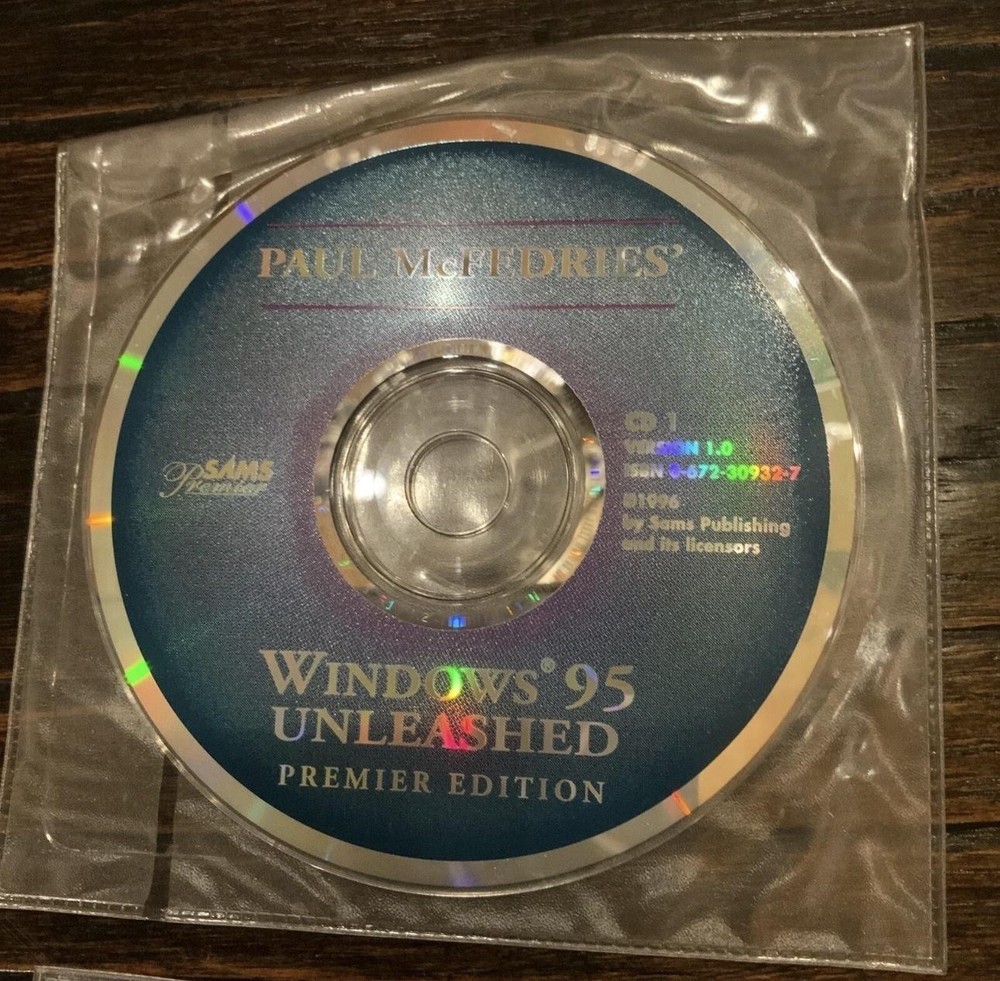 PAUL McFEDRIES'
SAMS
Premier
CD 1
VERSION 1.0
ISBN 0-672-30932-7
©1996
by Sams Publishing
and its licensors
WINDOWS® 95
UNLEASHED
PREMIER EDITION